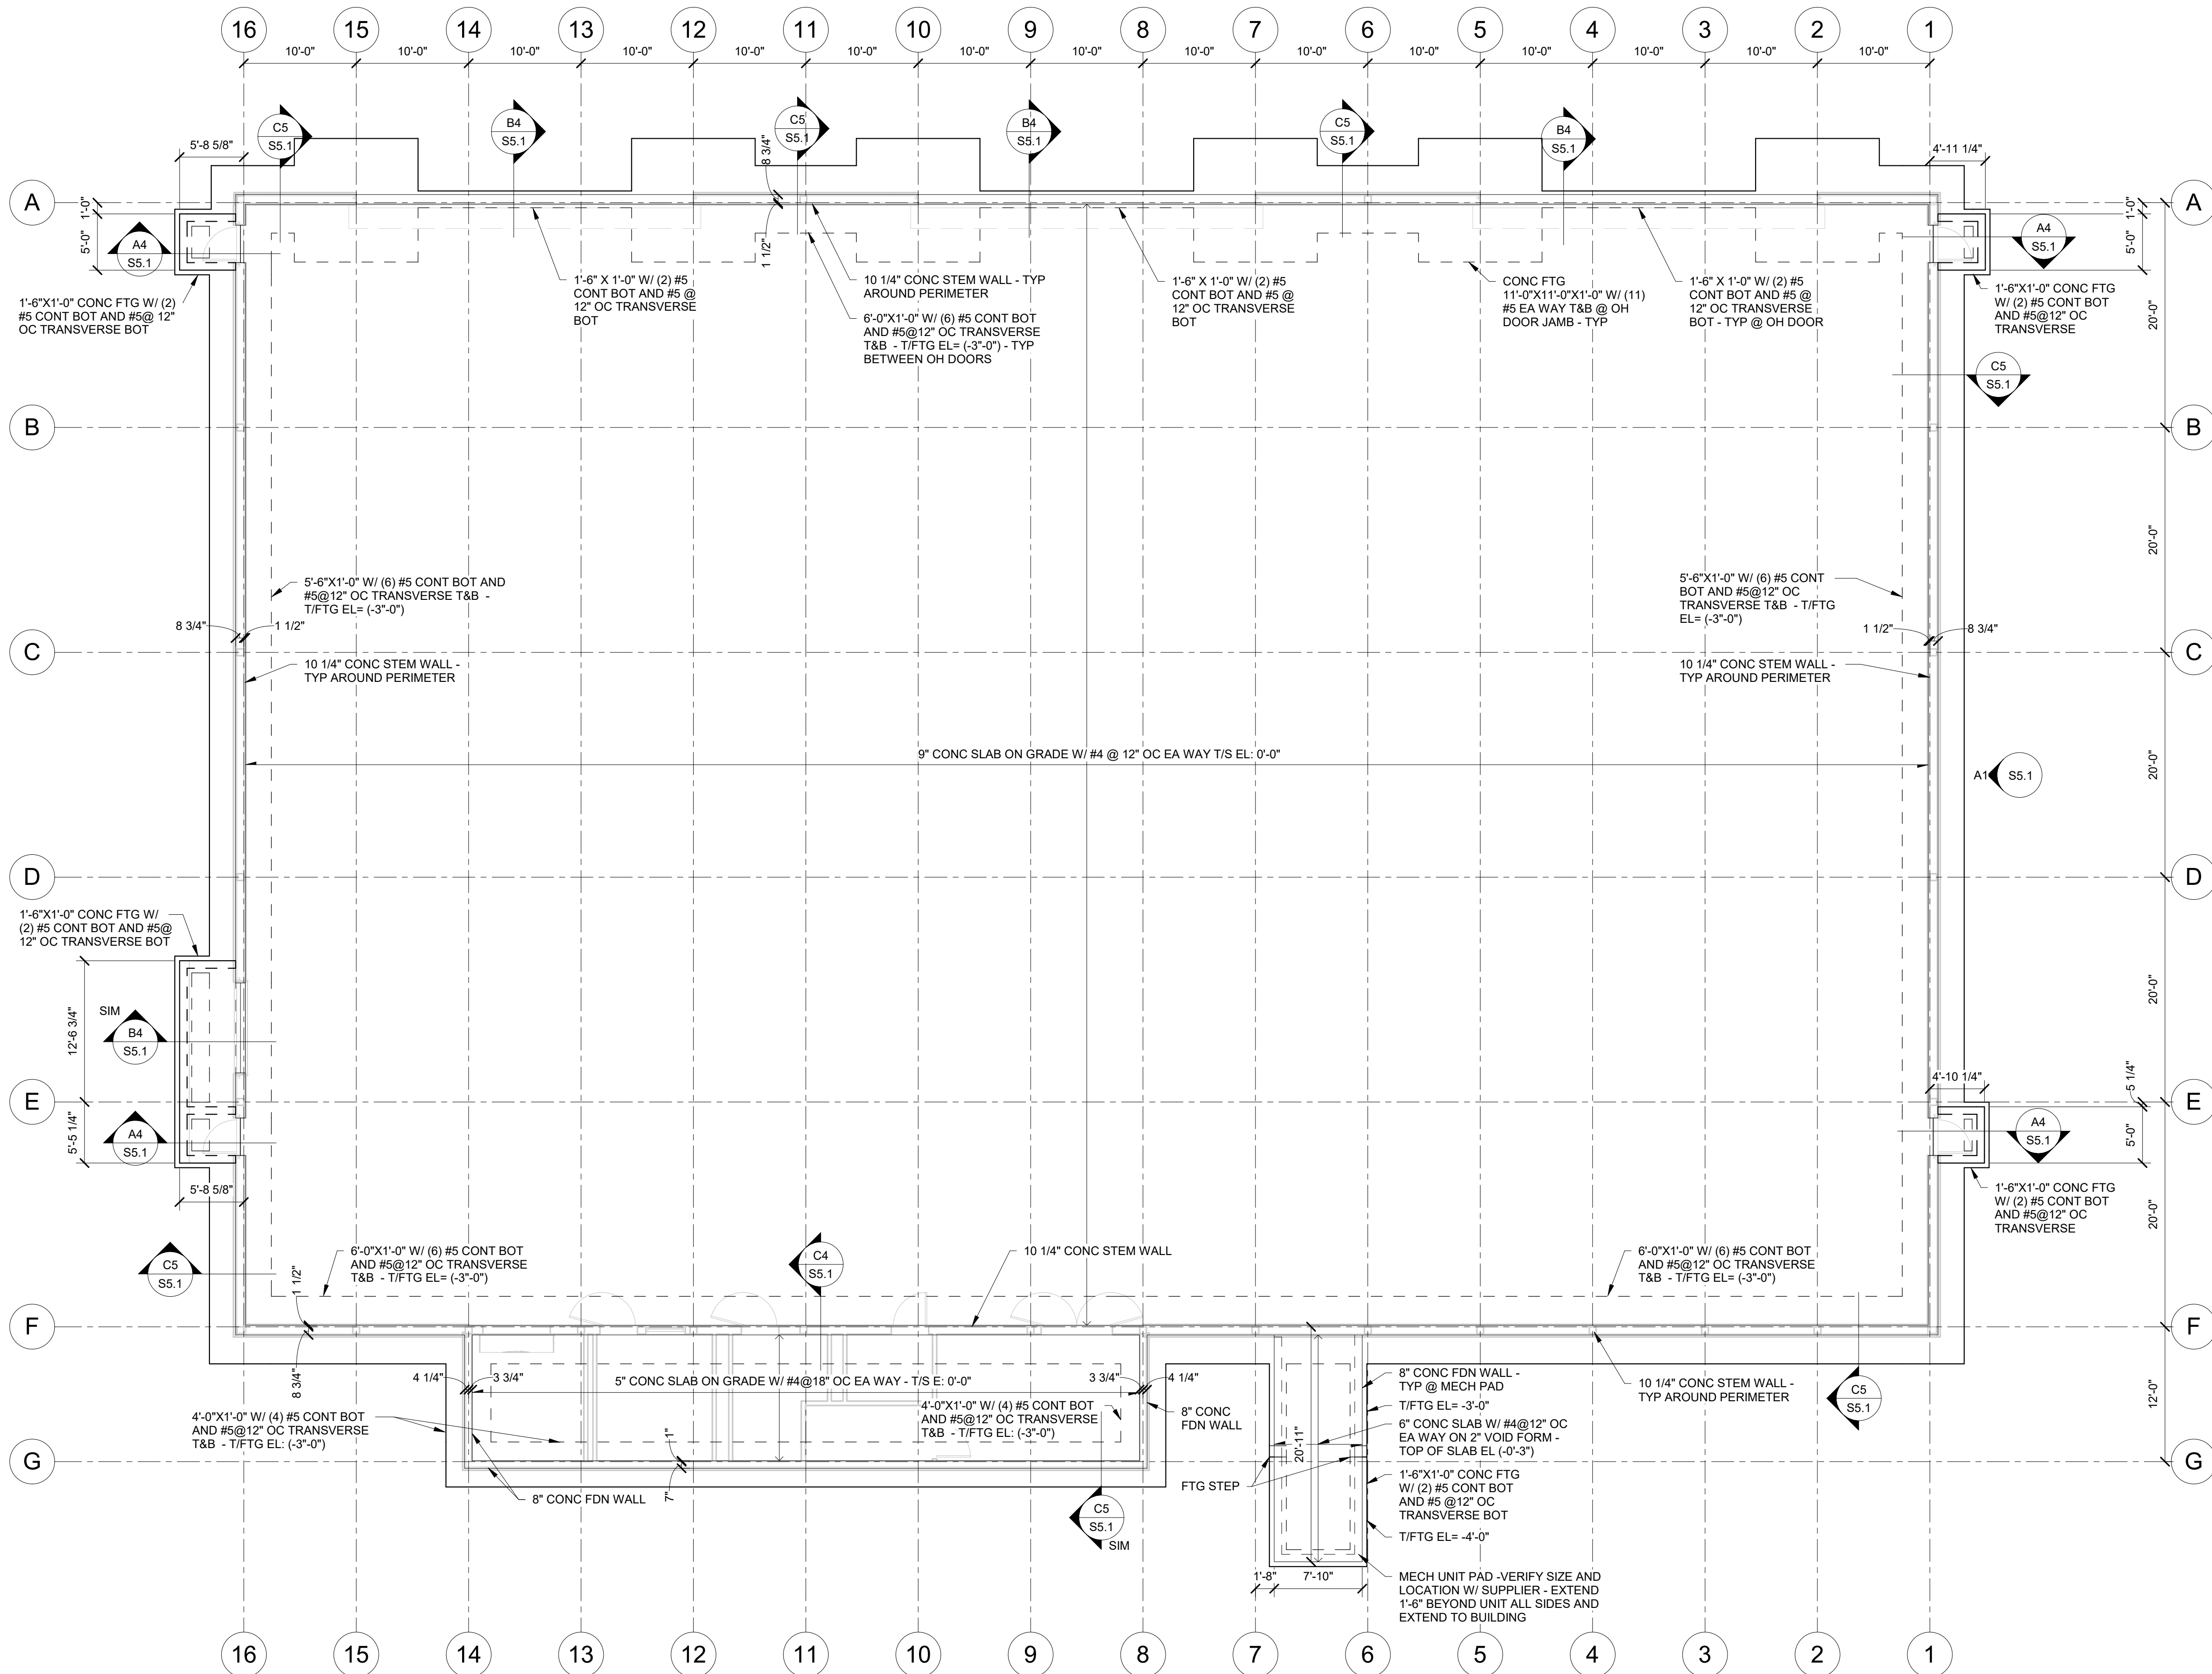 16 15 14 13 12 11 10 9 8 7 6 5 4 3 2 1
10'-0" 10'-0" 10'-0" 10'-0" 10'-0" 10'-0" 10'-0" 10'-0" 10'-0" 10'-0" 10'-0" 10'-0" 10'-0" 10'-0" 10'-0"
C5
S5.1
B4
S5.1
C5
S5.1
B4
S5.1
C5
S5.1
B4
S5.1
5'-8 5/8"
8 3/4"
4'-11 1/4"
A
A
1'-0"
5'-0"
A4
S5.1
1 1/2"
1'-0"
5'-0"
A4
S5.1
1'-6"X1'-0" CONC FTG W/ (2)
#5 CONT BOT AND #5@ 12"
OC TRANSVERSE BOT
1'-6" X 1'-0" W/ (2) #5
CONT BOT AND #5 @
12" OC TRANSVERSE
BOT
10 1/4" CONC STEM WALL - TYP
AROUND PERIMETER
6'-0"X1'-0" W/ (6) #5 CONT BOT
AND #5@12" OC TRANSVERSE
T&B - T/FTG EL= (-3"-0") - TYP
BETWEEN OH DOORS
1'-6" X 1'-0" W/ (2) #5
CONT BOT AND #5 @
12" OC TRANSVERSE
BOT
CONC FTG
11'-0"X11'-0"X1'-0" W/ (11)
#5 EA WAY T&B @ OH
DOOR JAMB - TYP
1'-6" X 1'-0" W/ (2) #5
CONT BOT AND #5 @
12" OC TRANSVERSE
BOT - TYP @ OH DOOR
1'-6"X1'-0" CONC FTG
W/ (2) #5 CONT BOT
AND #5@12" OC
TRANSVERSE
20'-0"
C5
S5.1
B
B
20'-0"
5'-6"X1'-0" W/ (6) #5 CONT BOT AND
#5@12" OC TRANSVERSE T&B -
T/FTG EL= (-3"-0")
5'-6"X1'-0" W/ (6) #5 CONT
BOT AND #5@12" OC
TRANSVERSE T&B - T/FTG
EL= (-3"-0")
8 3/4"
1 1/2"
1 1/2"
8 3/4"
C
C
10 1/4" CONC STEM WALL -
TYP AROUND PERIMETER
10 1/4" CONC STEM WALL -
TYP AROUND PERIMETER
9" CONC SLAB ON GRADE W/ #4 @ 12" OC EA WAY T/S EL: 0'-0"
A1
S5.1
20'-0"
D
D
1'-6"X1'-0" CONC FTG W/
(2) #5 CONT BOT AND #5@
12" OC TRANSVERSE BOT
12'-6 3/4"
SIM
B4
S5.1
20'-0"
4'-10 1/4"
5 1/4"
E
E
5'-5 1/4"
A4
S5.1
A4
S5.1
5'-0"
5'-8 5/8"
1'-6"X1'-0" CONC FTG
W/ (2) #5 CONT BOT
AND #5@12" OC
TRANSVERSE
20'-0"
C5
S5.1
6'-0"X1'-0" W/ (6) #5 CONT BOT
AND #5@12" OC TRANSVERSE
T&B - T/FTG EL= (-3"-0")
C4
S5.1
10 1/4" CONC STEM WALL
6'-0"X1'-0" W/ (6) #5 CONT BOT
AND #5@12" OC TRANSVERSE
T&B - T/FTG EL= (-3"-0")
1 1/2"
F
F
8 3/4"
4 1/4"
3 3/4"
5" CONC SLAB ON GRADE W/ #4@18" OC EA WAY - T/S E: 0'-0"
3 3/4"
4 1/4"
4'-0"X1'-0" W/ (4) #5 CONT BOT
AND #5@12" OC TRANSVERSE
T&B - T/FTG EL: (-3"-0")
4'-0"X1'-0" W/ (4) #5 CONT BOT
AND #5@12" OC TRANSVERSE
T&B - T/FTG EL: (-3"-0")
8" CONC
FDN WALL
8" CONC FDN WALL -
TYP @ MECH PAD
T/FTG EL= -3'-0"
6" CONC SLAB W/ #4@12" OC
EA WAY ON 2" VOID FORM -
TOP OF SLAB EL (-0'-3")
10 1/4" CONC STEM WALL -
TYP AROUND PERIMETER
C5
S5.1
12'-0"
1"
20'-11"
G
G
7"
8" CONC FDN WALL
FTG STEP
1'-6"X1'-0" CONC FTG
W/ (2) #5 CONT BOT
AND #5 @12" OC
TRANSVERSE BOT
C5
S5.1
SIM
T/FTG EL= -4'-0"
1'-8"
7'-10"
MECH UNIT PAD -VERIFY SIZE AND
LOCATION W/ SUPPLIER - EXTEND
1'-6" BEYOND UNIT ALL SIDES AND
EXTEND TO BUILDING
16 15 14 13 12 11 10 9 8 7 6 5 4 3 2 1